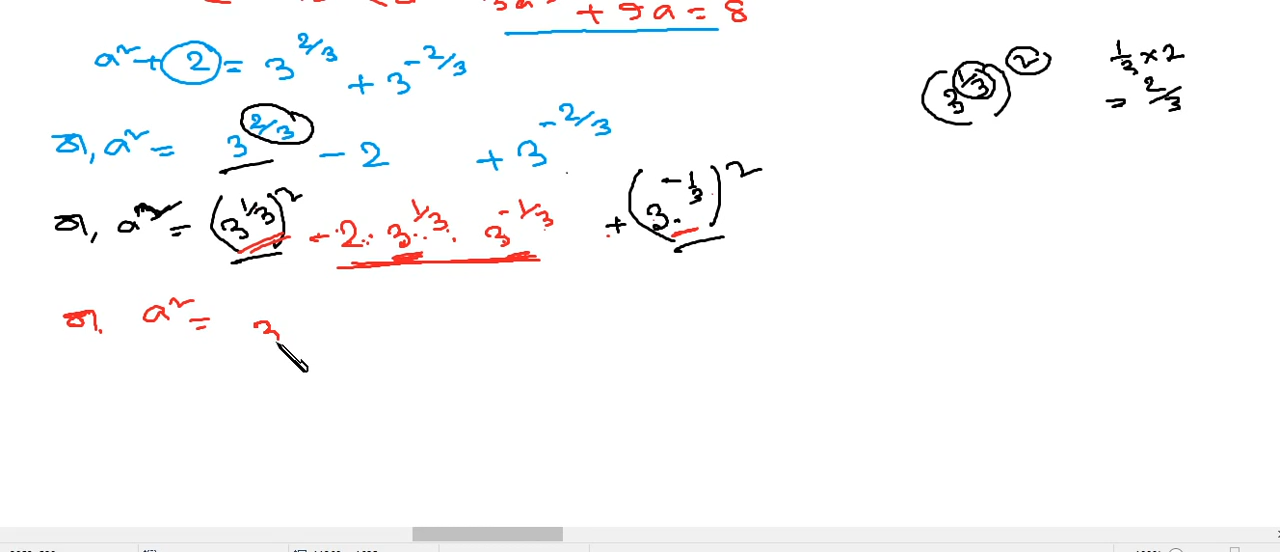 + 9a = 8
a² + 2 = 3^{2/3} + 3^{-2/3}
বা, a² = 3^{2/3} - 2 + 3^{-2/3}
বা, a² = (3^{1/3})² - 2 · 3^{1/3} · 3^{-1/3} + (3^{-1/3})²
বা, a² = 3
(3^{1/3})²
1/3 × 2
= 2/3